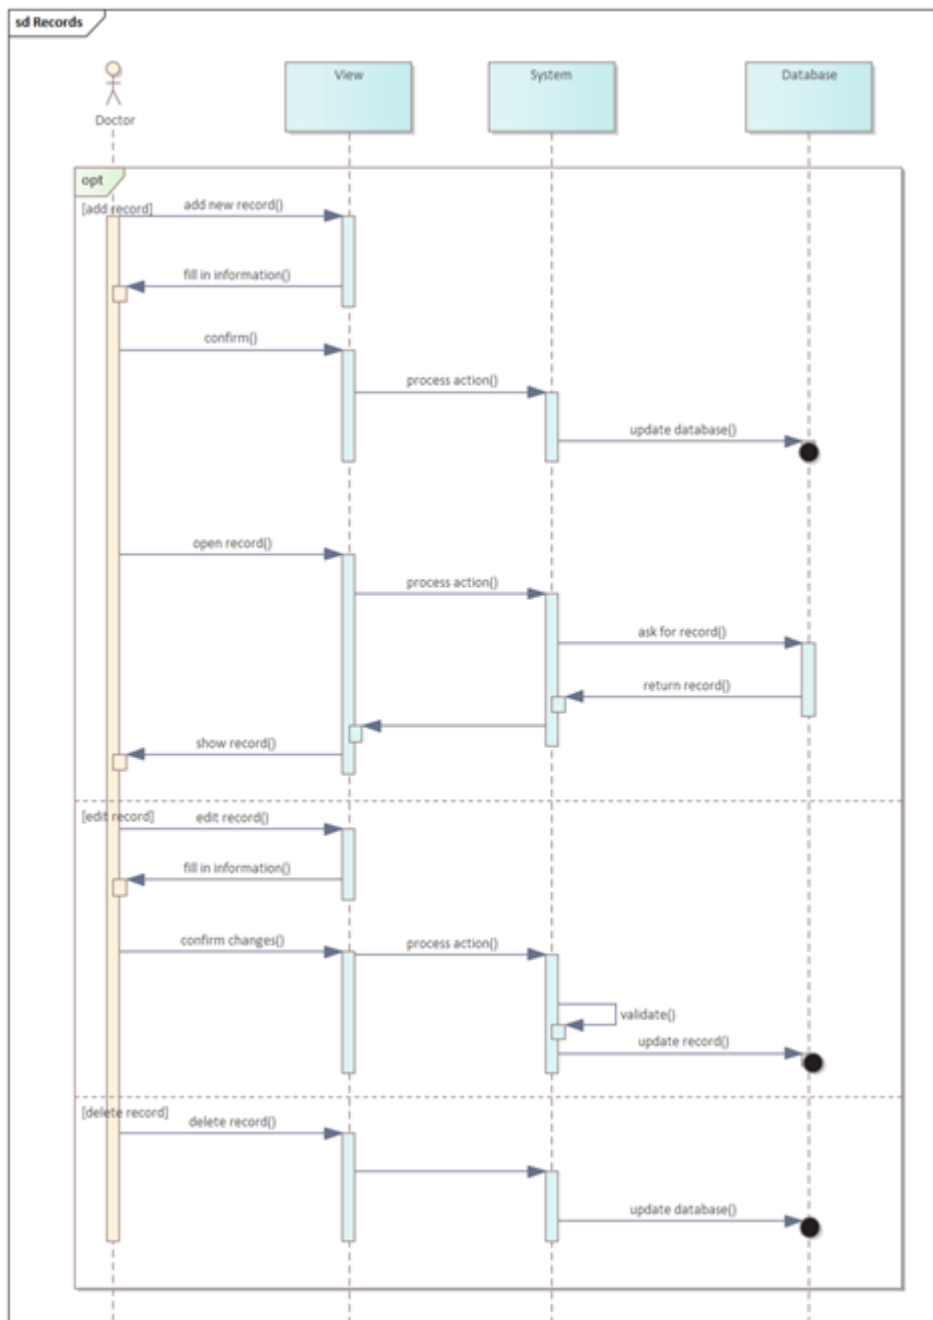 sd Records
Doctor
View
System
Database
opt
[add record]
add new record()
fill in information()
confirm()
process action()
update database()
open record()
process action()
ask for record()
return record()
show record()
[edit record]
edit record()
fill in information()
confirm changes()
process action()
validate()
update record()
[delete record]
delete record()
update database()